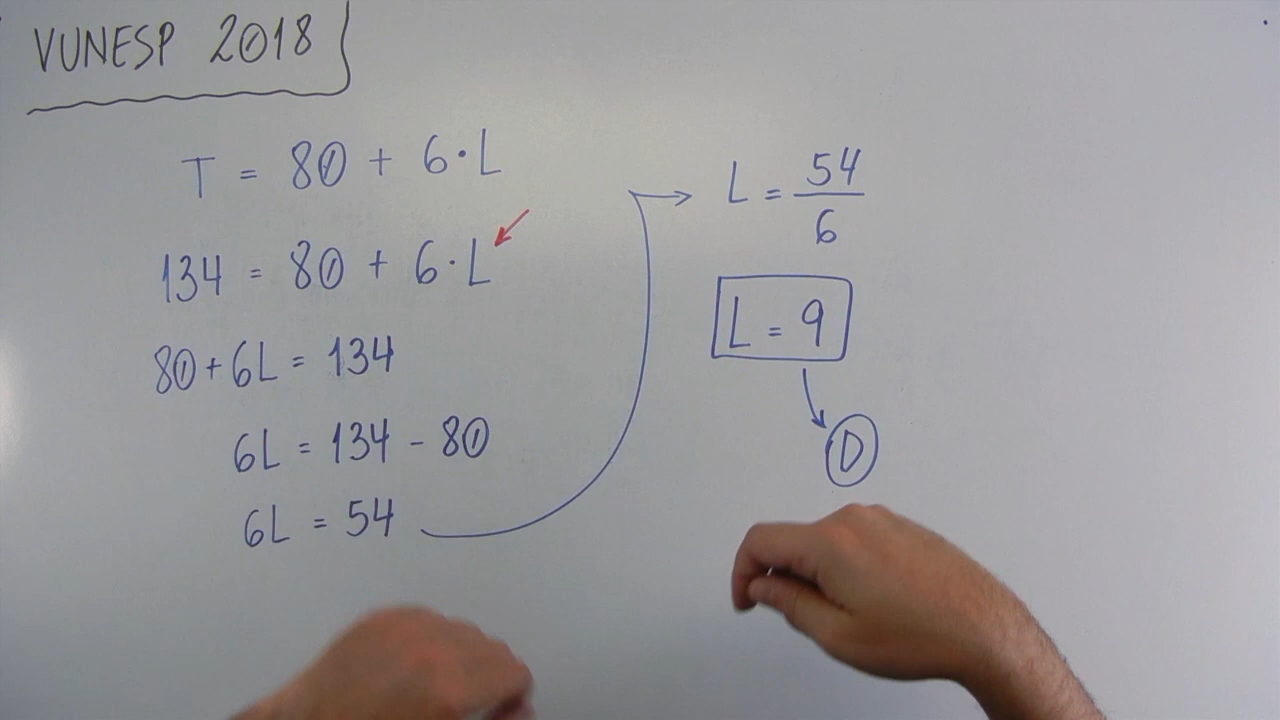 VUNESP 2018
T = 80 + 6·L
134 = 80 + 6·L
80+6L = 134
6L = 134 - 80
6L = 54
L = 54/6
L = 9
D